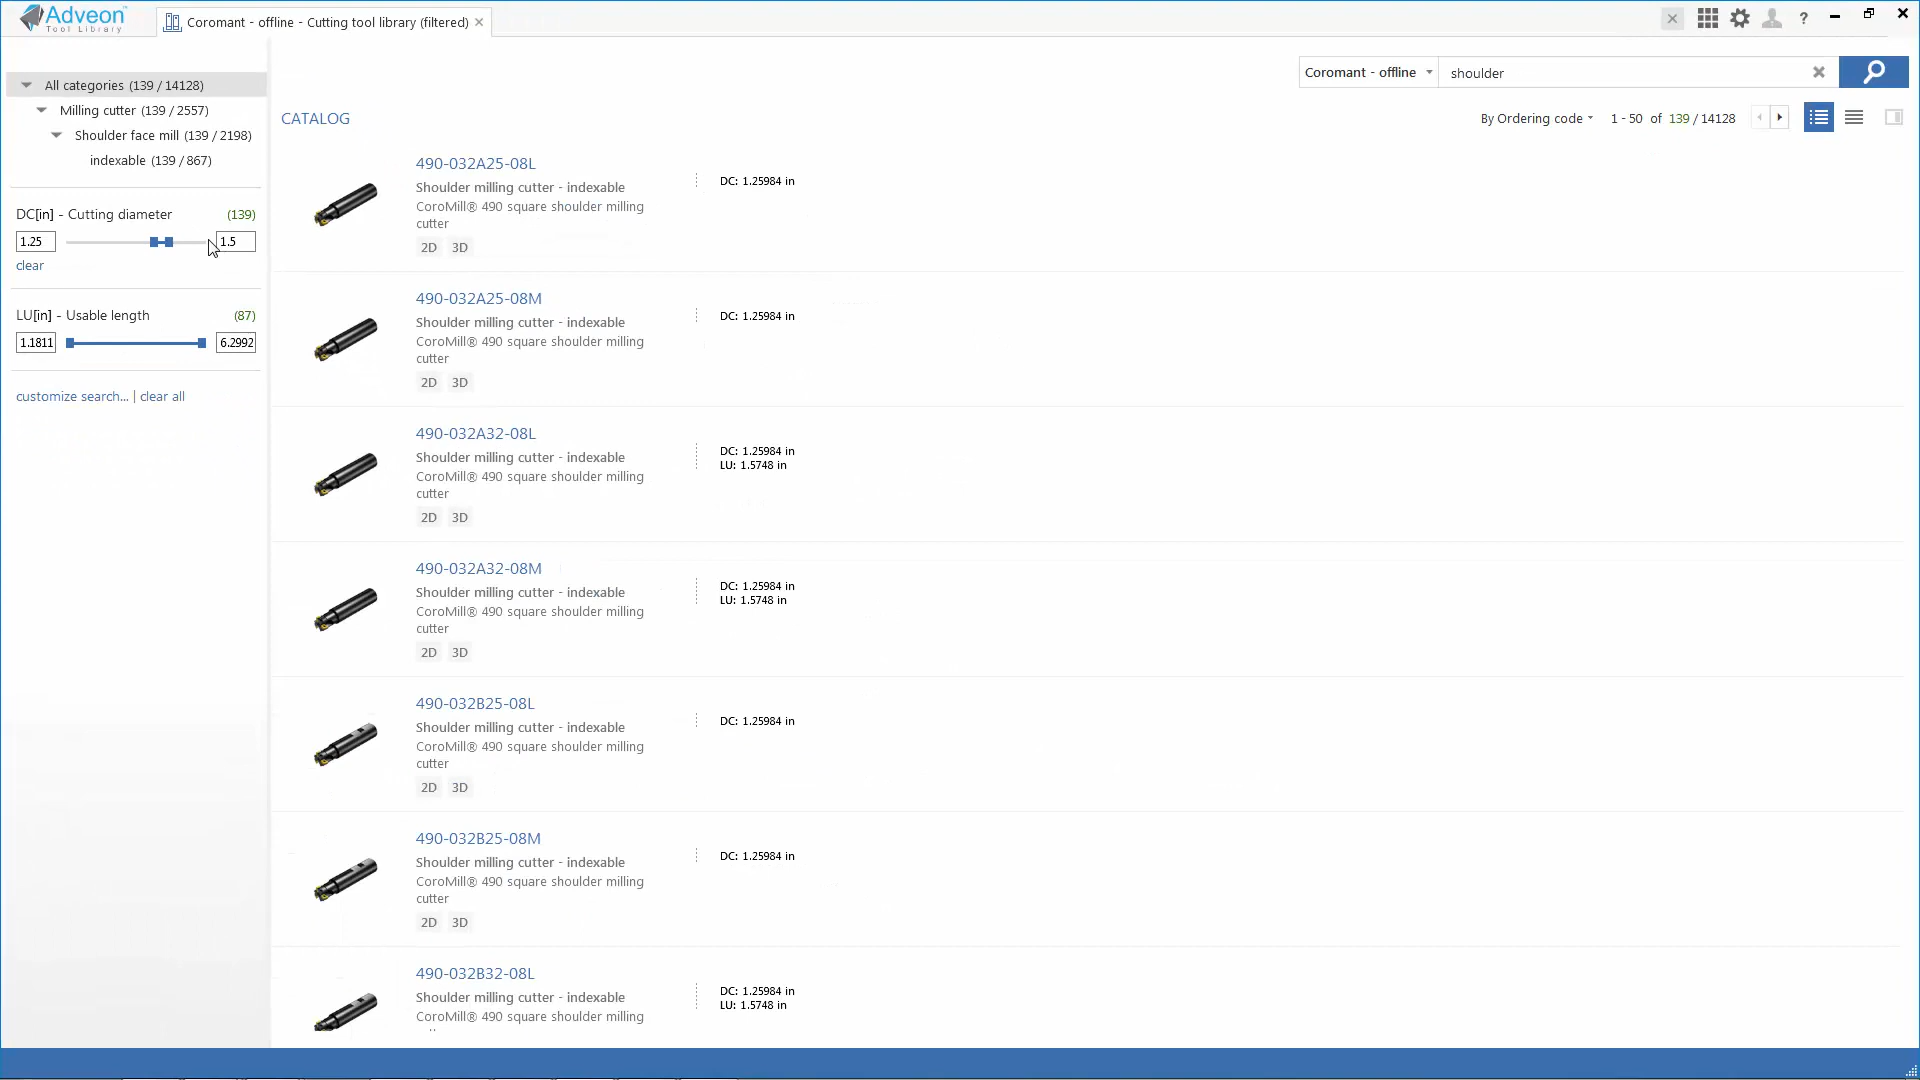 Adveon™
Tool Library
Coromant - offline - Cutting tool library (filtered)
?
All categories (139 / 14128)
Milling cutter (139 / 2557)
Shoulder face mill (139 / 2198)
indexable (139 / 867)
DC[in] - Cutting diameter (139)
1.25 1.5
clear
LU[in] - Usable length (87)
1.1811 6.2992
customize search... | clear all
Coromant - offline shoulder
CATALOG
By Ordering code 1 - 50 of 139 / 14128
490-032A25-08L
Shoulder milling cutter - indexable
CoroMill® 490 square shoulder milling
cutter
2D 3D
DC: 1.25984 in
490-032A25-08M
Shoulder milling cutter - indexable
CoroMill® 490 square shoulder milling
cutter
2D 3D
DC: 1.25984 in
490-032A32-08L
Shoulder milling cutter - indexable
CoroMill® 490 square shoulder milling
cutter
2D 3D
DC: 1.25984 in
LU: 1.5748 in
490-032A32-08M
Shoulder milling cutter - indexable
CoroMill® 490 square shoulder milling
cutter
2D 3D
DC: 1.25984 in
LU: 1.5748 in
490-032B25-08L
Shoulder milling cutter - indexable
CoroMill® 490 square shoulder milling
cutter
2D 3D
DC: 1.25984 in
490-032B25-08M
Shoulder milling cutter - indexable
CoroMill® 490 square shoulder milling
cutter
2D 3D
DC: 1.25984 in
490-032B32-08L
Shoulder milling cutter - indexable
CoroMill® 490 square shoulder milling
DC: 1.25984 in
LU: 1.5748 in